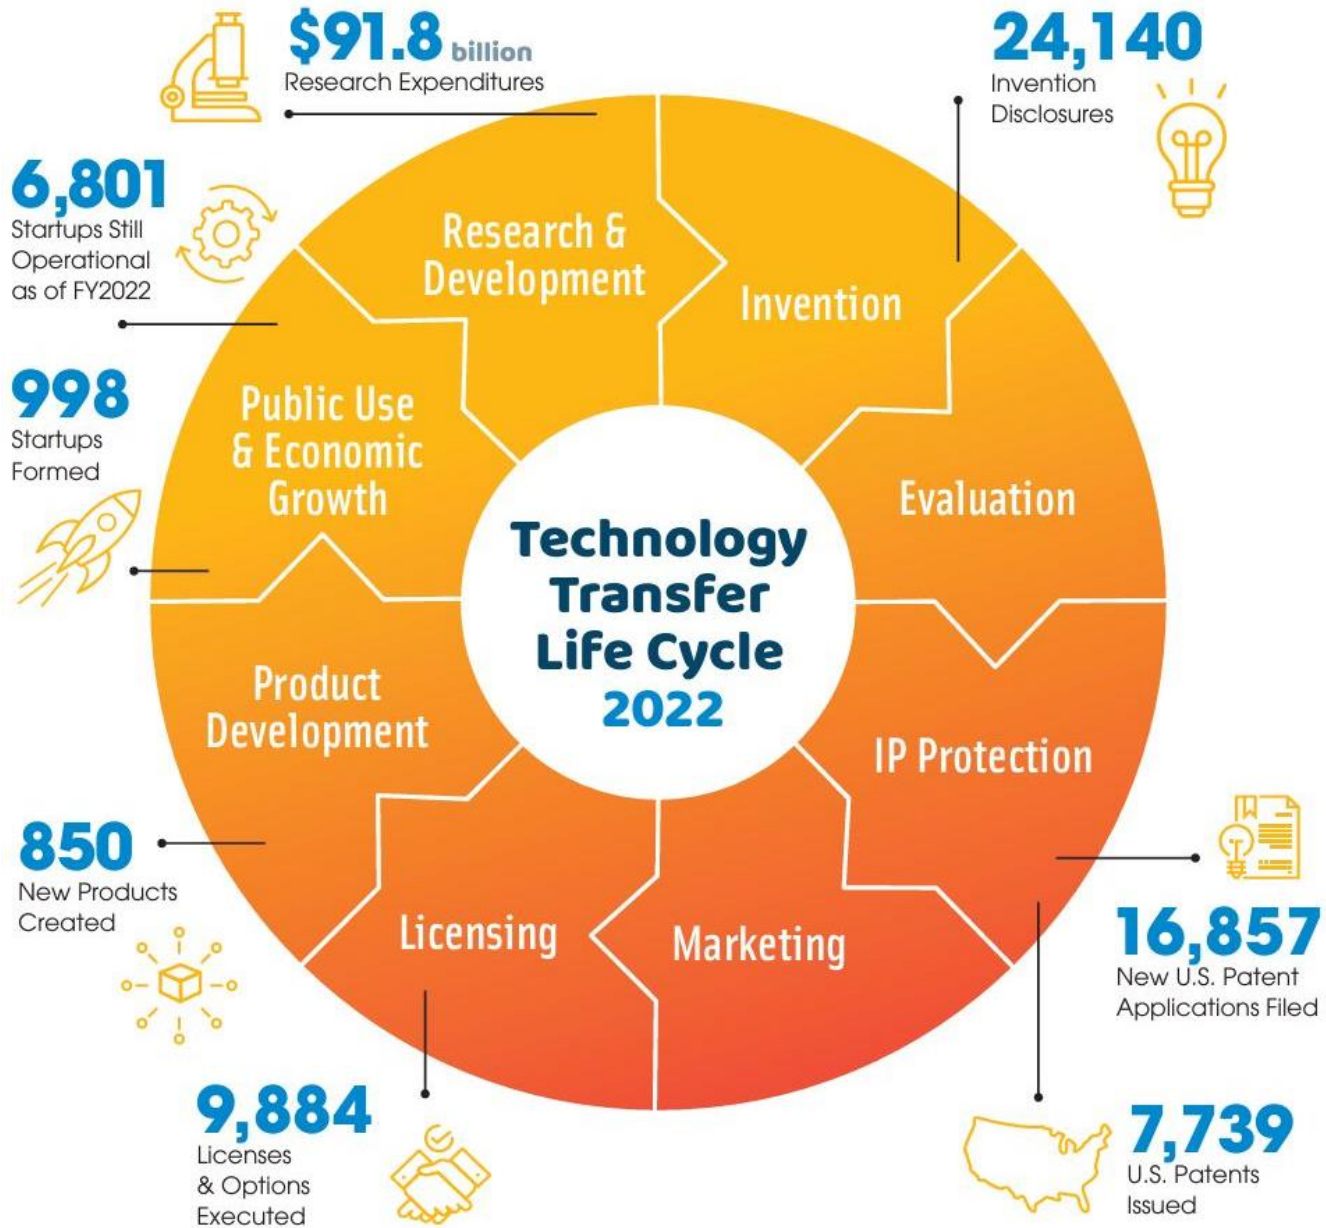 $91.8 billion
Research Expenditures
24,140
Invention
Disclosures
6,801
Startups Still
Operational
as of FY2022
998
Startups
Formed
Research &
Development
Invention
Public Use
& Economic
Growth
Evaluation
Technology
Transfer
Life Cycle
2022
Product
Development
IP Protection
850
New Products
Created
Licensing
Marketing
16,857
New U.S. Patent
Applications Filed
9,884
Licenses
& Options
Executed
7,739
U.S. Patents
Issued